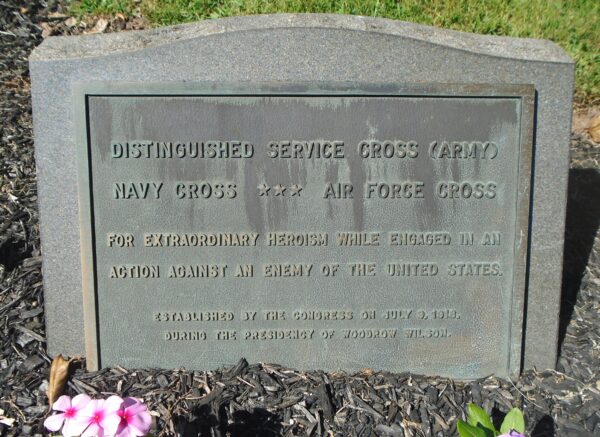 DISTINGUISHED SERVICE CROSS (ARMY)
NAVY CROSS ★★★ AIR FORCE CROSS
FOR EXTRAORDINARY HEROISM WHILE ENGAGED IN AN
ACTION AGAINST AN ENEMY OF THE UNITED STATES.
ESTABLISHED BY THE CONGRESS ON JULY 9, 1918,
DURING THE PRESIDENCY OF WOODROW WILSON.